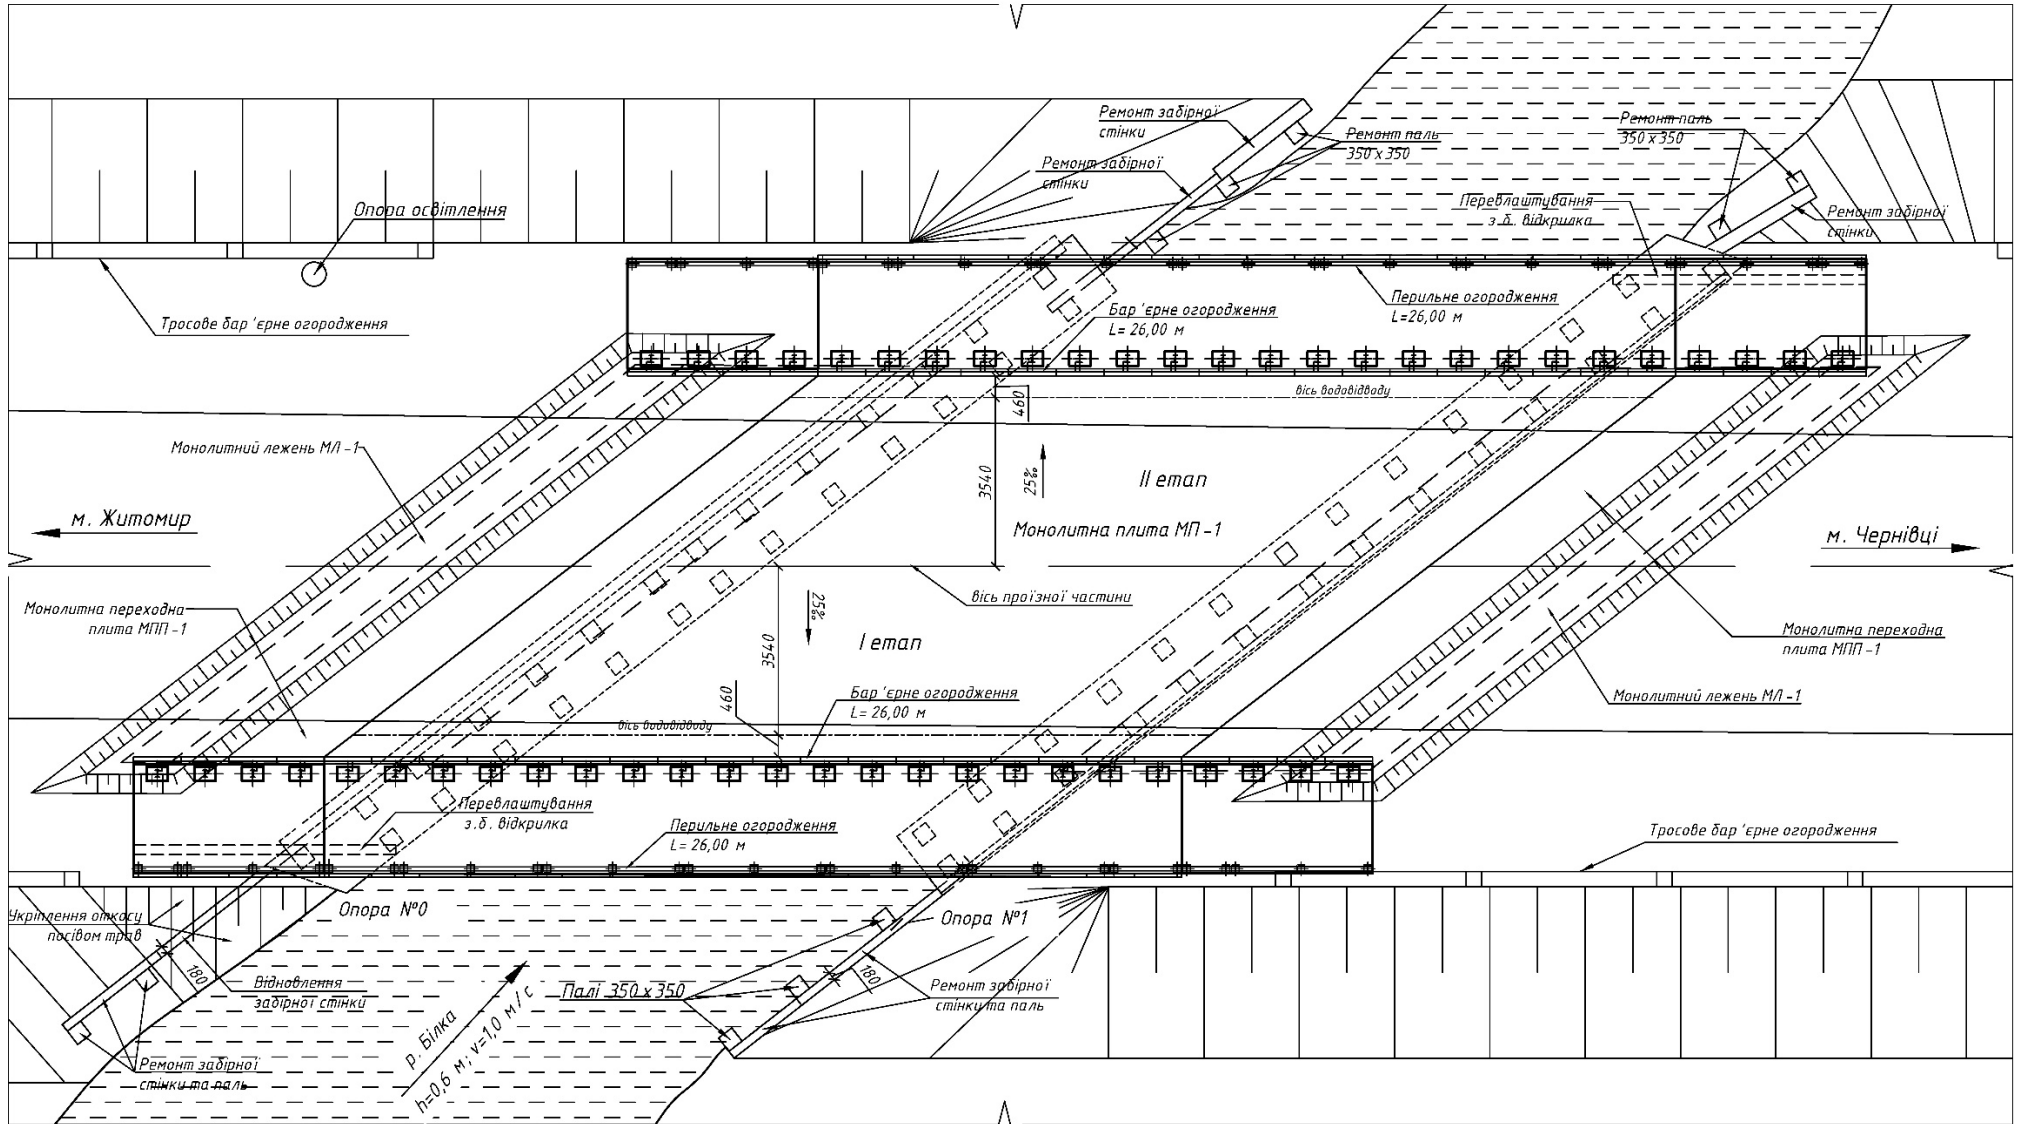 Ремонт забірної
стінки
Ремонт паль
350 х 350
Ремонт паль
350 х 350
Ремонт забірної
стінки
Перевлаштування
з.б. відкрилка
Ремонт забірної
стінки
Опора освітлення
Тросове бар'єрне огородження
Бар'єрне огородження
L= 26,00 м
Перильне огородження
L=26,00 м
вісь водовідводу
460
3540
25‰
Монолитний лежень МЛ-1
ІІ етап
Монолитна плита МП-1
м. Житомир
м. Чернівці
вісь проїзної частини
Монолитна переходна
плита МПП-1
25‰
3540
І етап
Монолитна переходна
плита МПП-1
460
Бар'єрне огородження
L= 26,00 м
Монолитний лежень МЛ-1
вісь водовідводу
Перевлаштування
з.б. відкрилка
Перильне огородження
L= 26,00 м
Тросове бар'єрне огородження
Опора №0
Опора №1
Укріплення откосу
посівом трав
180
Відновлення
забірної стінки
Палі 350 х 350
180
Ремонт забірної
стінки та паль
р. Білка
h=0,6 м; v=1,0 м/с
Ремонт забірної
стінки та паль